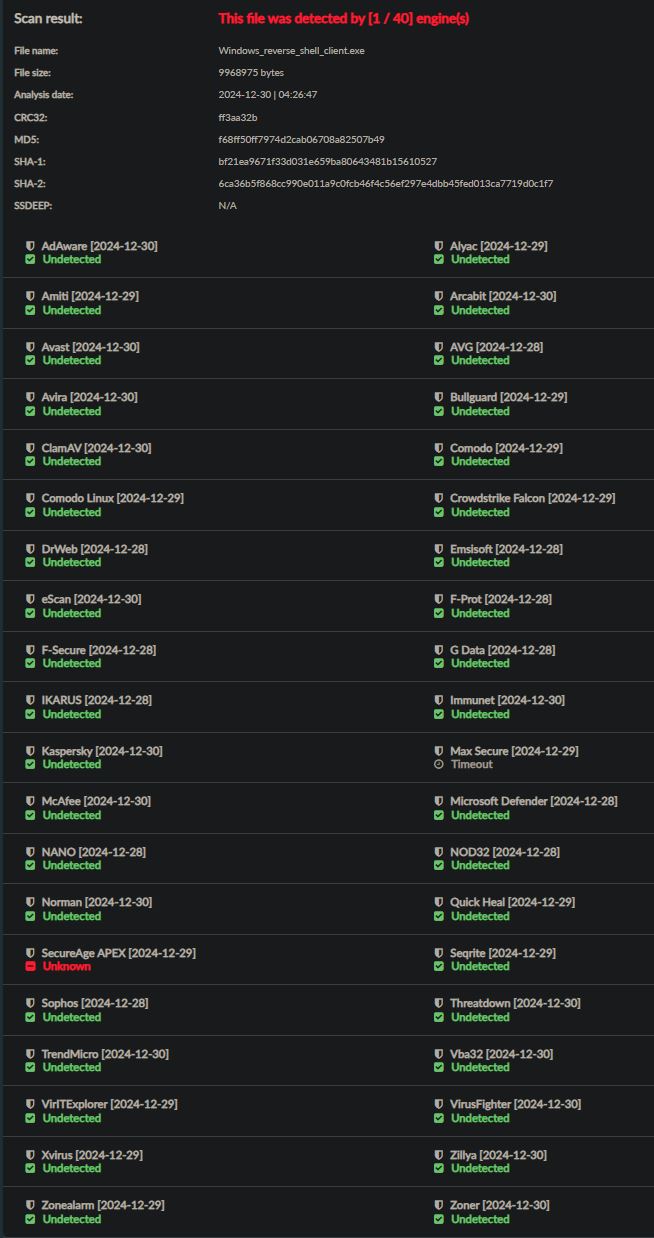 Scan result: This file was detected by [1 / 40] engine(s)
File name: Windows_reverse_shell_client.exe
File size: 9968975 bytes
Analysis date: 2024-12-30 | 04:26:47
CRC32: ff3aa32b
MD5: f68ff50ff7974d2cab06708a82507b49
SHA-1: bf21ea9671f33d031e659ba80643481b15610527
SHA-2: 6ca36b5f868cc990e011a9c0fcb46f4c56ef297e4dbb45fed013ca7719d0c1f7
SSDEEP: N/A
AdAware [2024-12-30] Alyac [2024-12-29]
Undetected Undetected
Amiti [2024-12-29] Arcabit [2024-12-30]
Undetected Undetected
Avast [2024-12-30] AVG [2024-12-28]
Undetected Undetected
Avira [2024-12-30] Bullguard [2024-12-29]
Undetected Undetected
ClamAV [2024-12-30] Comodo [2024-12-29]
Undetected Undetected
Comodo Linux [2024-12-29] Crowdstrike Falcon [2024-12-29]
Undetected Undetected
DrWeb [2024-12-28] Emsisoft [2024-12-28]
Undetected Undetected
eScan [2024-12-30] F-Prot [2024-12-28]
Undetected Undetected
F-Secure [2024-12-28] G Data [2024-12-28]
Undetected Undetected
IKARUS [2024-12-28] Immunet [2024-12-30]
Undetected Undetected
Kaspersky [2024-12-30] Max Secure [2024-12-29]
Undetected Timeout
McAfee [2024-12-30] Microsoft Defender [2024-12-28]
Undetected Undetected
NANO [2024-12-28] NOD32 [2024-12-28]
Undetected Undetected
Norman [2024-12-30] Quick Heal [2024-12-29]
Undetected Undetected
SecureAge APEX [2024-12-29] Seqrite [2024-12-29]
Unknown Undetected
Sophos [2024-12-28] Threatdown [2024-12-30]
Undetected Undetected
TrendMicro [2024-12-30] Vba32 [2024-12-30]
Undetected Undetected
VirITExplorer [2024-12-29] VirusFighter [2024-12-30]
Undetected Undetected
Xvirus [2024-12-29] Zillya [2024-12-30]
Undetected Undetected
Zonealarm [2024-12-29] Zoner [2024-12-30]
Undetected Undetected